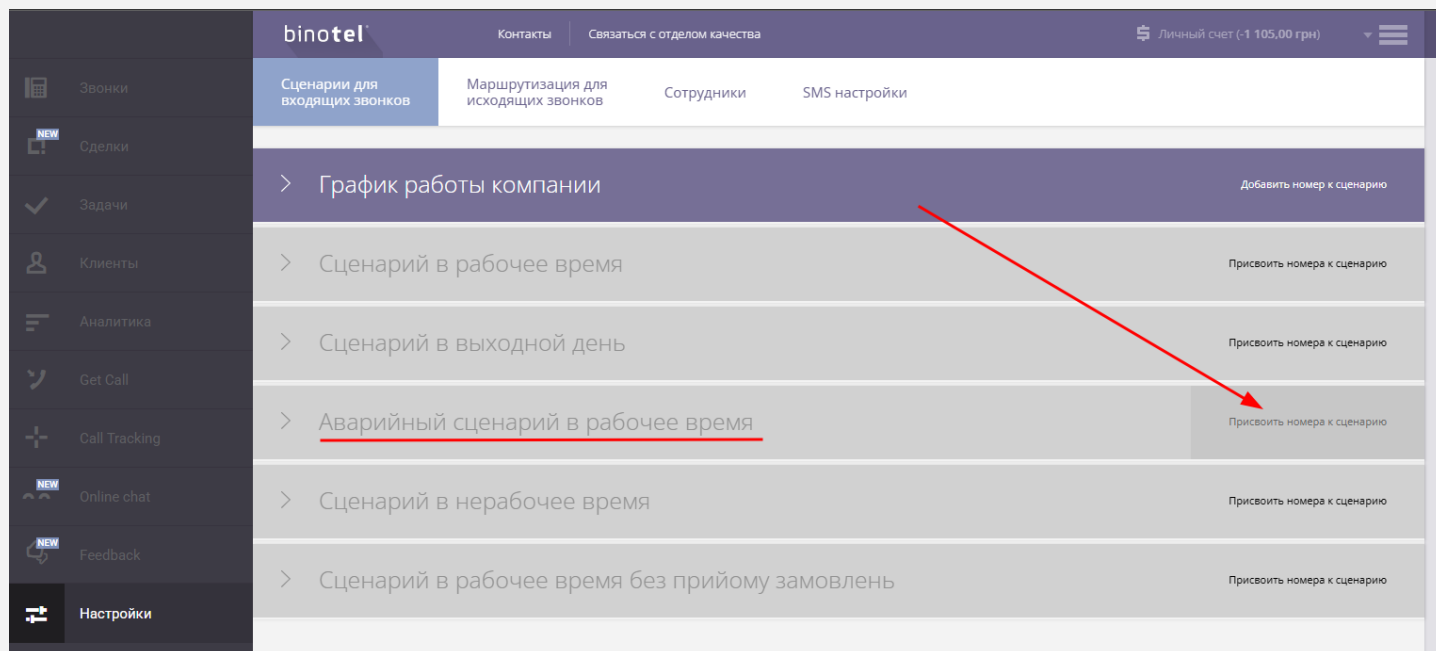 binotel
Контакты
Связаться с отделом качества
Личный счет (-1 105,00 грн)
Звонки
NEW
Сделки
Задачи
Клиенты
Аналитика
Get Call
Call Tracking
NEW
Online chat
NEW
Feedback
Настройки
Сценарии для
входящих звонков
Маршрутизация для
исходящих звонков
Сотрудники
SMS настройки
График работы компании
Добавить номер к сценарию
Сценарий в рабочее время
Присвоить номера к сценарию
Сценарий в выходной день
Присвоить номера к сценарию
Аварийный сценарий в рабочее время
Присвоить номера к сценарию
Сценарий в нерабочее время
Присвоить номера к сценарию
Сценарий в рабочее время без прийому замовлень
Присвоить номера к сценарию